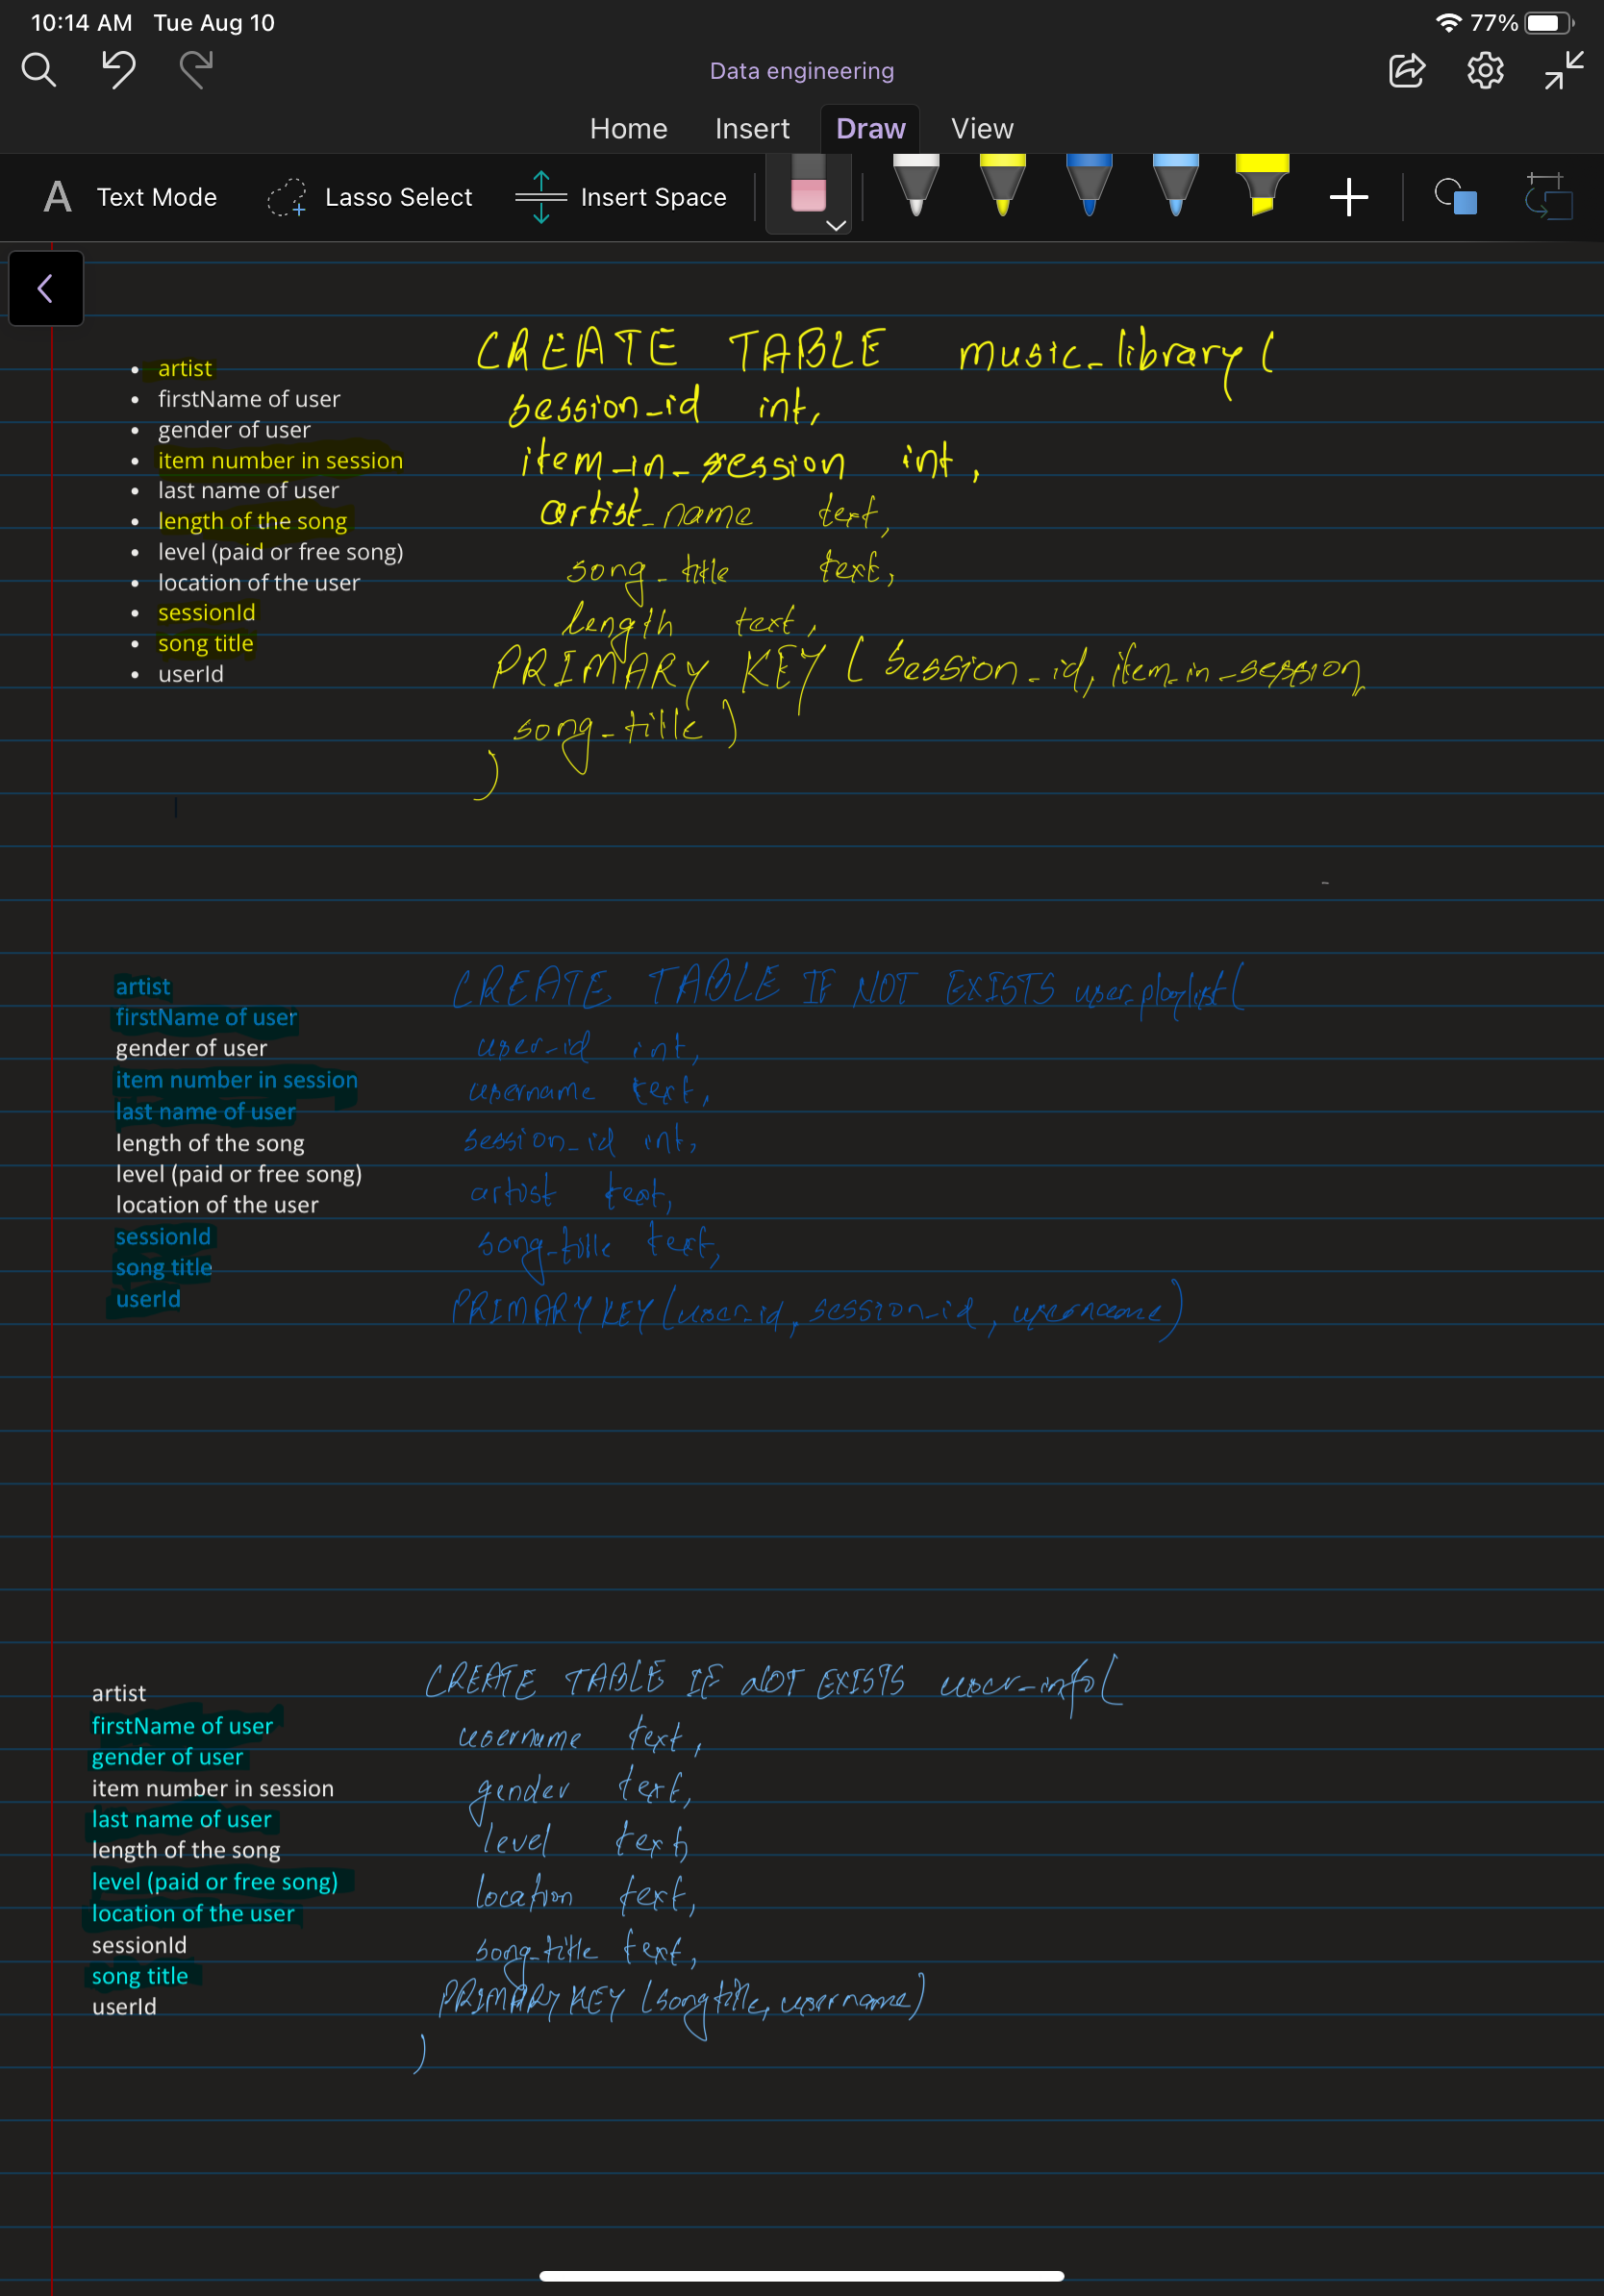 10:14 AM Tue Aug 10
77%
Data engineering
Home Insert Draw View
A Text Mode Lasso Select Insert Space
artist
firstName of user
gender of user
item number in session
last name of user
length of the song
level (paid or free song)
location of the user
sessionId
song title
userId
CREATE TABLE music_library(
session_id int,
item_in_session int,
artist_name text,
song_title text,
length text,
PRIMARY KEY (session_id, item_in_session,
song_title)
)
artist
firstName of user
gender of user
item number in session
last name of user
length of the song
level (paid or free song)
location of the user
sessionId
song title
userId
CREATE TABLE IF NOT EXISTS user_playlist(
user_id int,
username text,
session_id int,
artist text,
song_title text,
PRIMARY KEY (user_id, session_id, username)
artist
firstName of user
gender of user
item number in session
last name of user
length of the song
level (paid or free song)
location of the user
sessionId
song title
userId
CREATE TABLE IF NOT EXISTS user_info(
username text,
gender text,
level text,
location text,
song_title text,
PRIMARY KEY (songtitle, username)
)